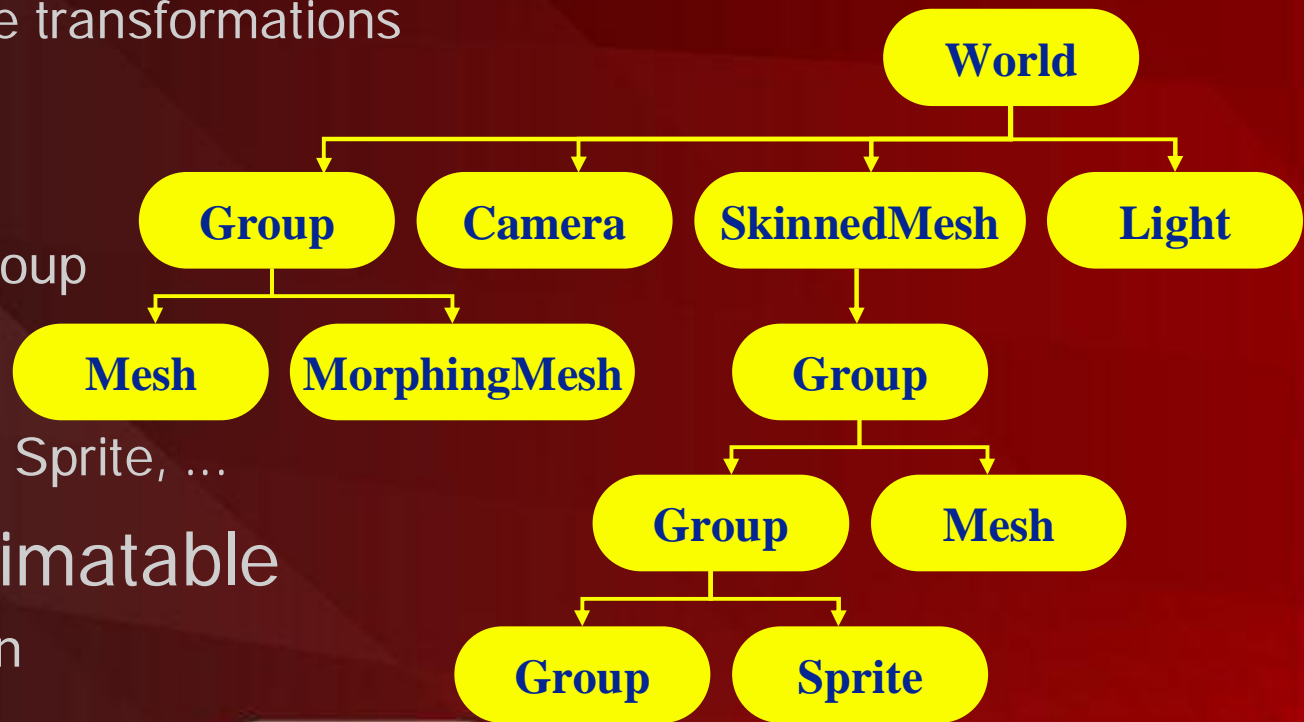 e transformations
World
Group Camera SkinnedMesh Light
oup
Mesh MorphingMesh Group
Sprite, ...
Group Mesh
imatable
n
Group Sprite